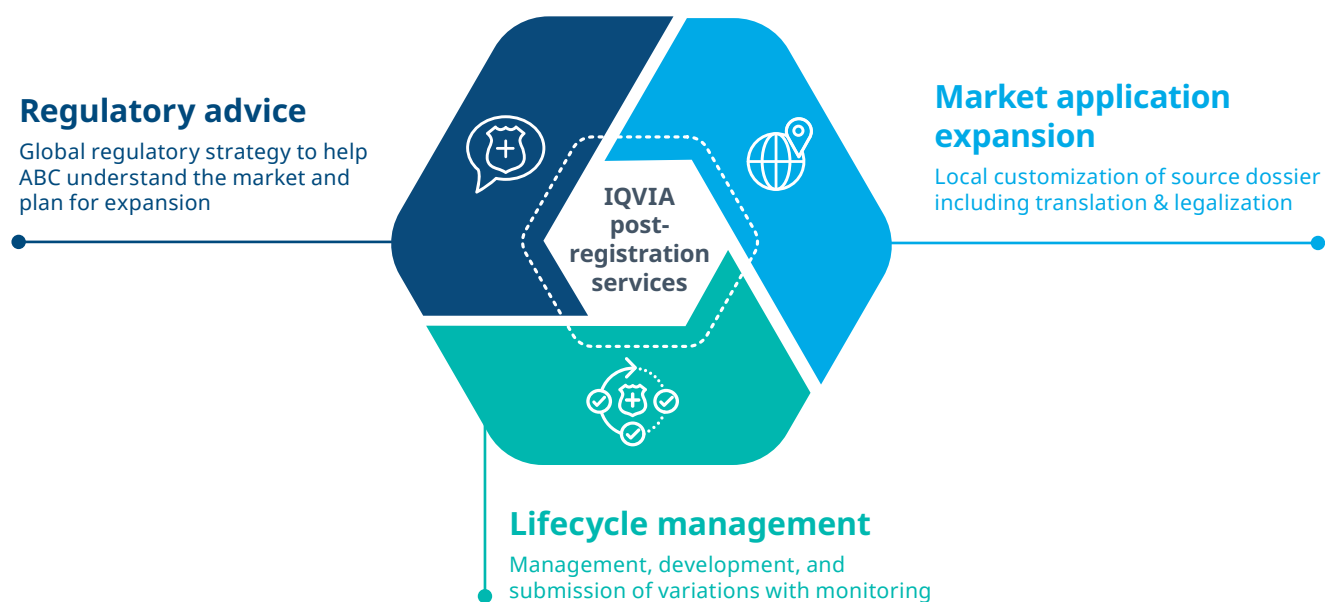 Regulatory advice
Global regulatory strategy to help
ABC understand the market and
plan for expansion
Market application
expansion
Local customization of source dossier
including translation & legalization
IQVIA
post-
registration
services
Lifecycle management
Management, development, and
submission of variations with monitoring